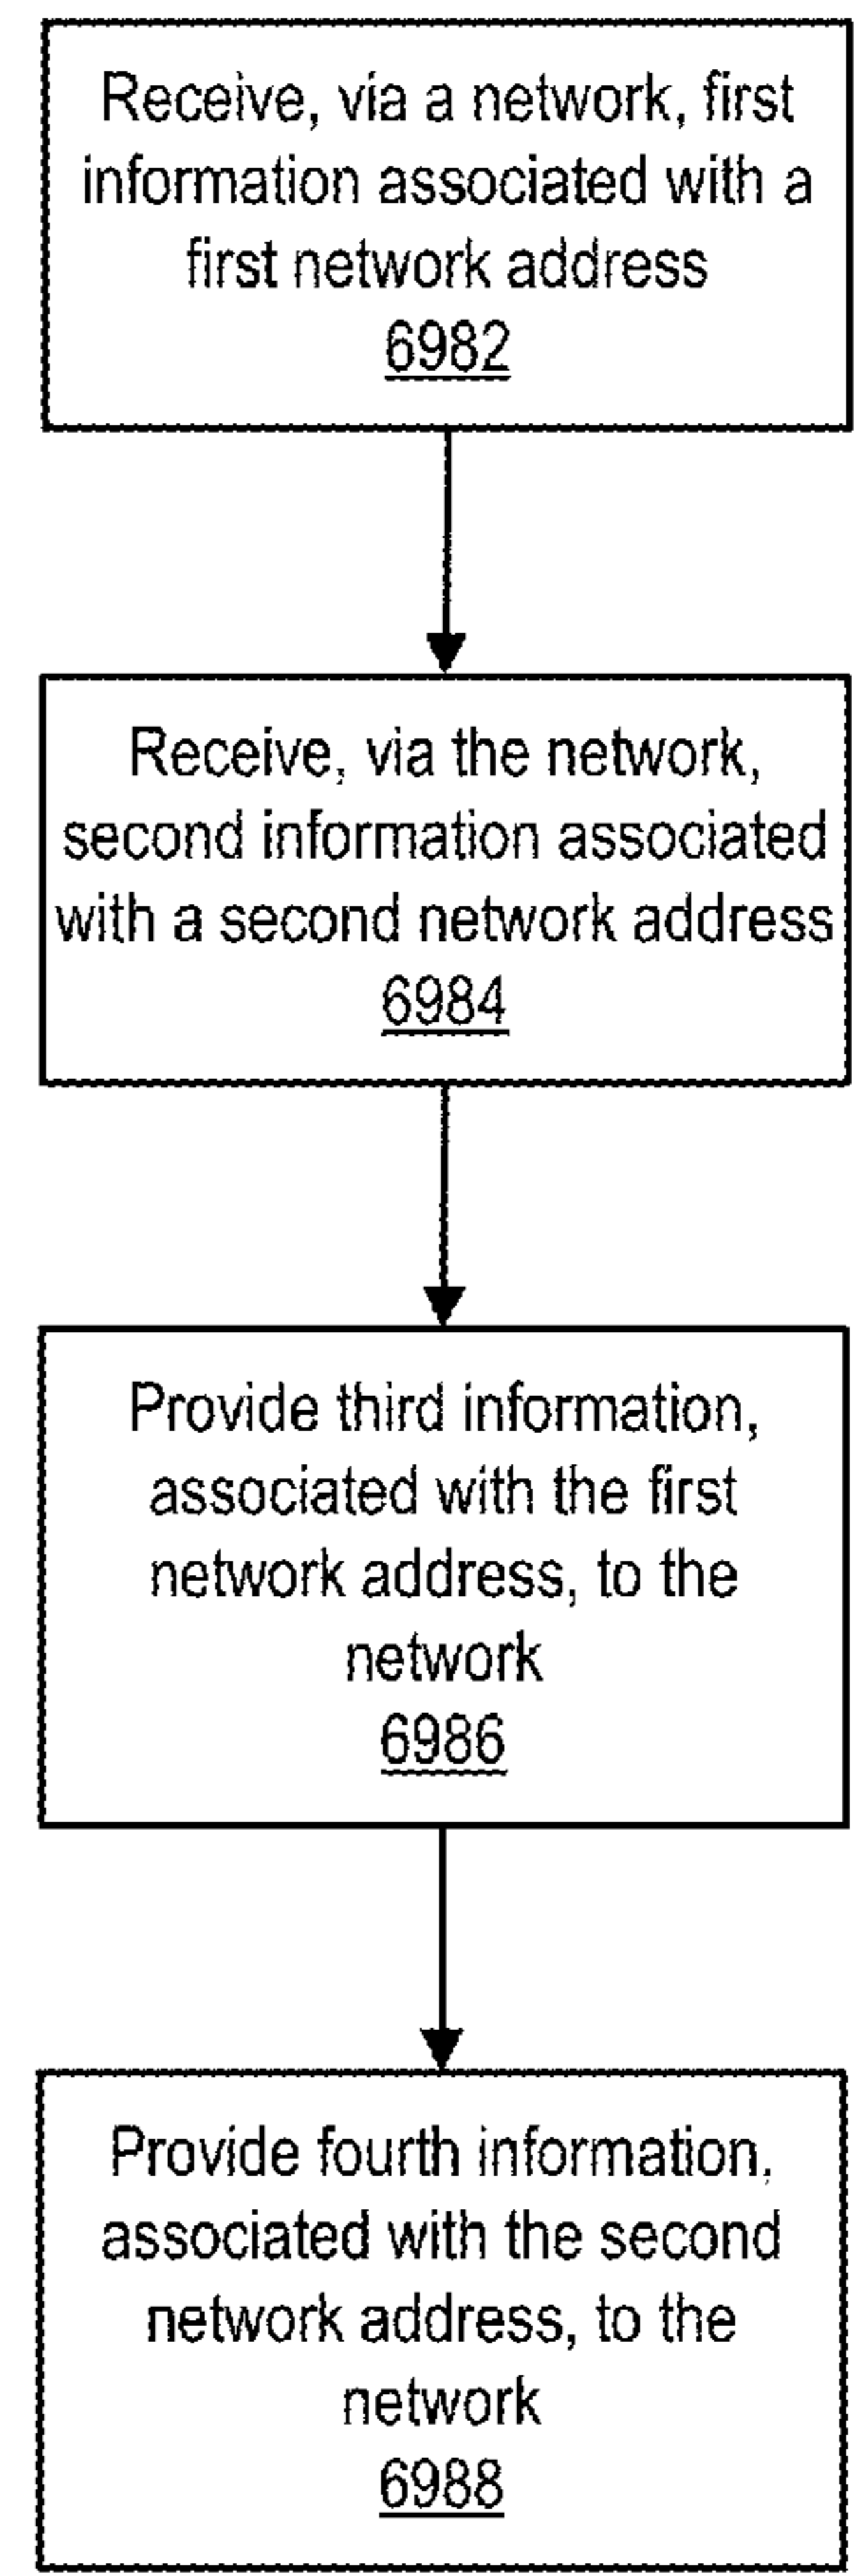 Receive, via a network, first
information associated with a
first network address
6982
Receive, via the network,
second information associated
with a second network address
6984
Provide third information,
associated with the first
network address, to the
network
6986
Provide fourth information,
associated with the second
network address, to the
network
6988